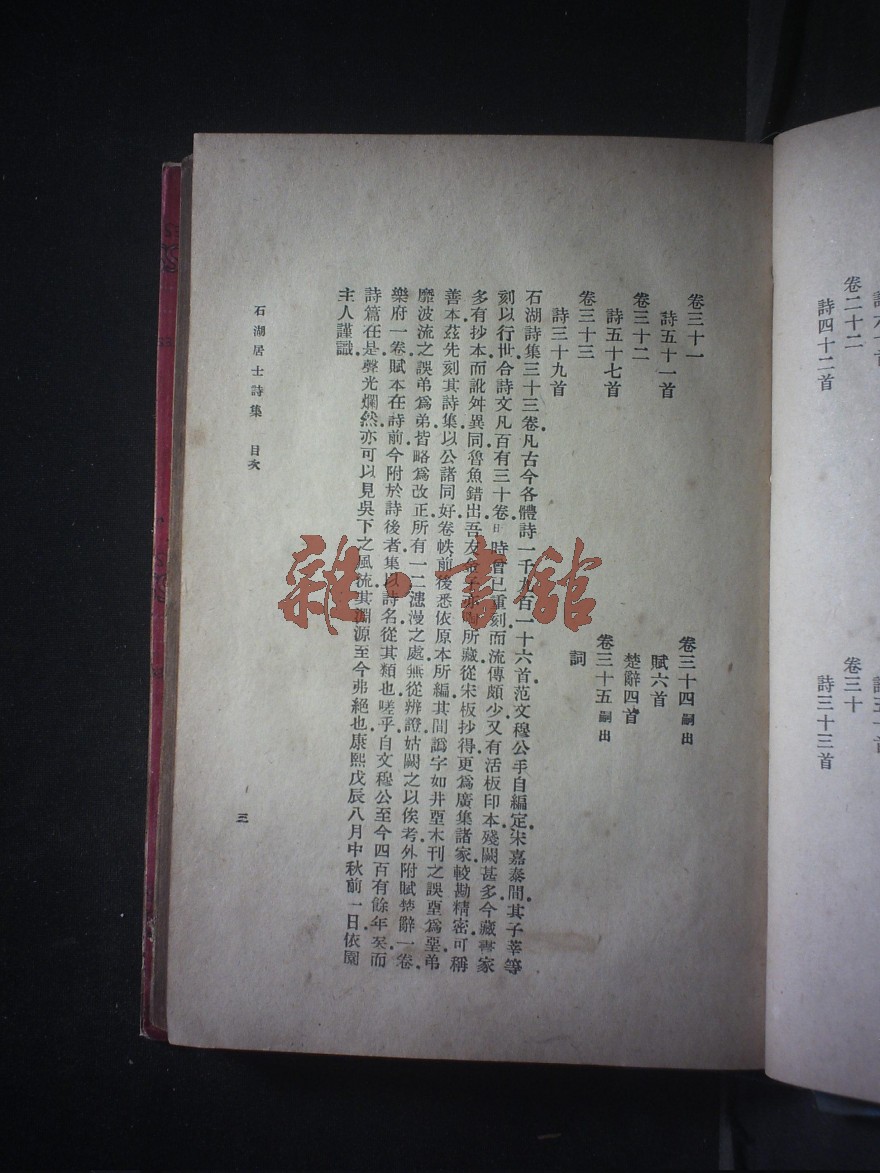 卷二十二
詩四十二首
卷三十
詩三十三首
卷三十一
詩五十一首
卷三十二
詩五十七首
卷三十三
詩三十九首
卷三十四 嗣出
賦六首
楚辭四首
卷三十五 嗣出
詞
石湖詩集三十三卷凡古今各體詩一千九百一十六首范文穆公手自編定宋嘉泰間其子莘等
刻以行世合詩文凡百有三十卷明時曾已重刻而流傳頗少又有活板印本殘闕甚多今藏書家
多有抄本而訛舛異同魯魚錯出吾友金子亦陶所藏從宋板抄得更爲廣集諸家較勘精密可稱
善本茲先刻其詩集以公諸同好卷帙前後悉依原本所編其間譌字如井堊木刊之誤堊爲堊弟
靡波流之誤弟爲弟皆略爲改正所有一二漶漫之處無從辨證姑闕之以俟考外附賦楚辭一卷
樂府一卷賦本在詩前今附於詩後者集以詩名從其類也嗟乎自文穆公至今四百有餘年矣而
詩篇在是聲光爛然亦可以見吳下之風流其淵源至今弗絕也康熙戊辰八月中秋前一日依園
主人謹識
石湖居士詩集 目次
三
雜·書館